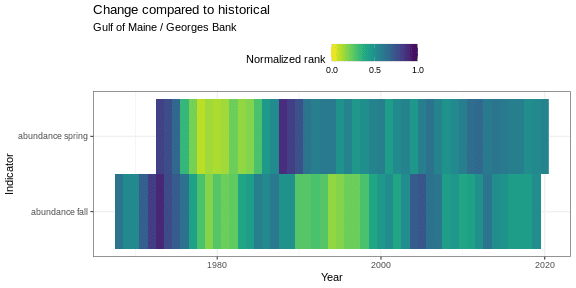 Change compared to historical
Gulf of Maine / Georges Bank
Normalized rank
0.0 0.5 1.0
abundance spring
abundance fall
Indicator
1980 2000 2020
Year